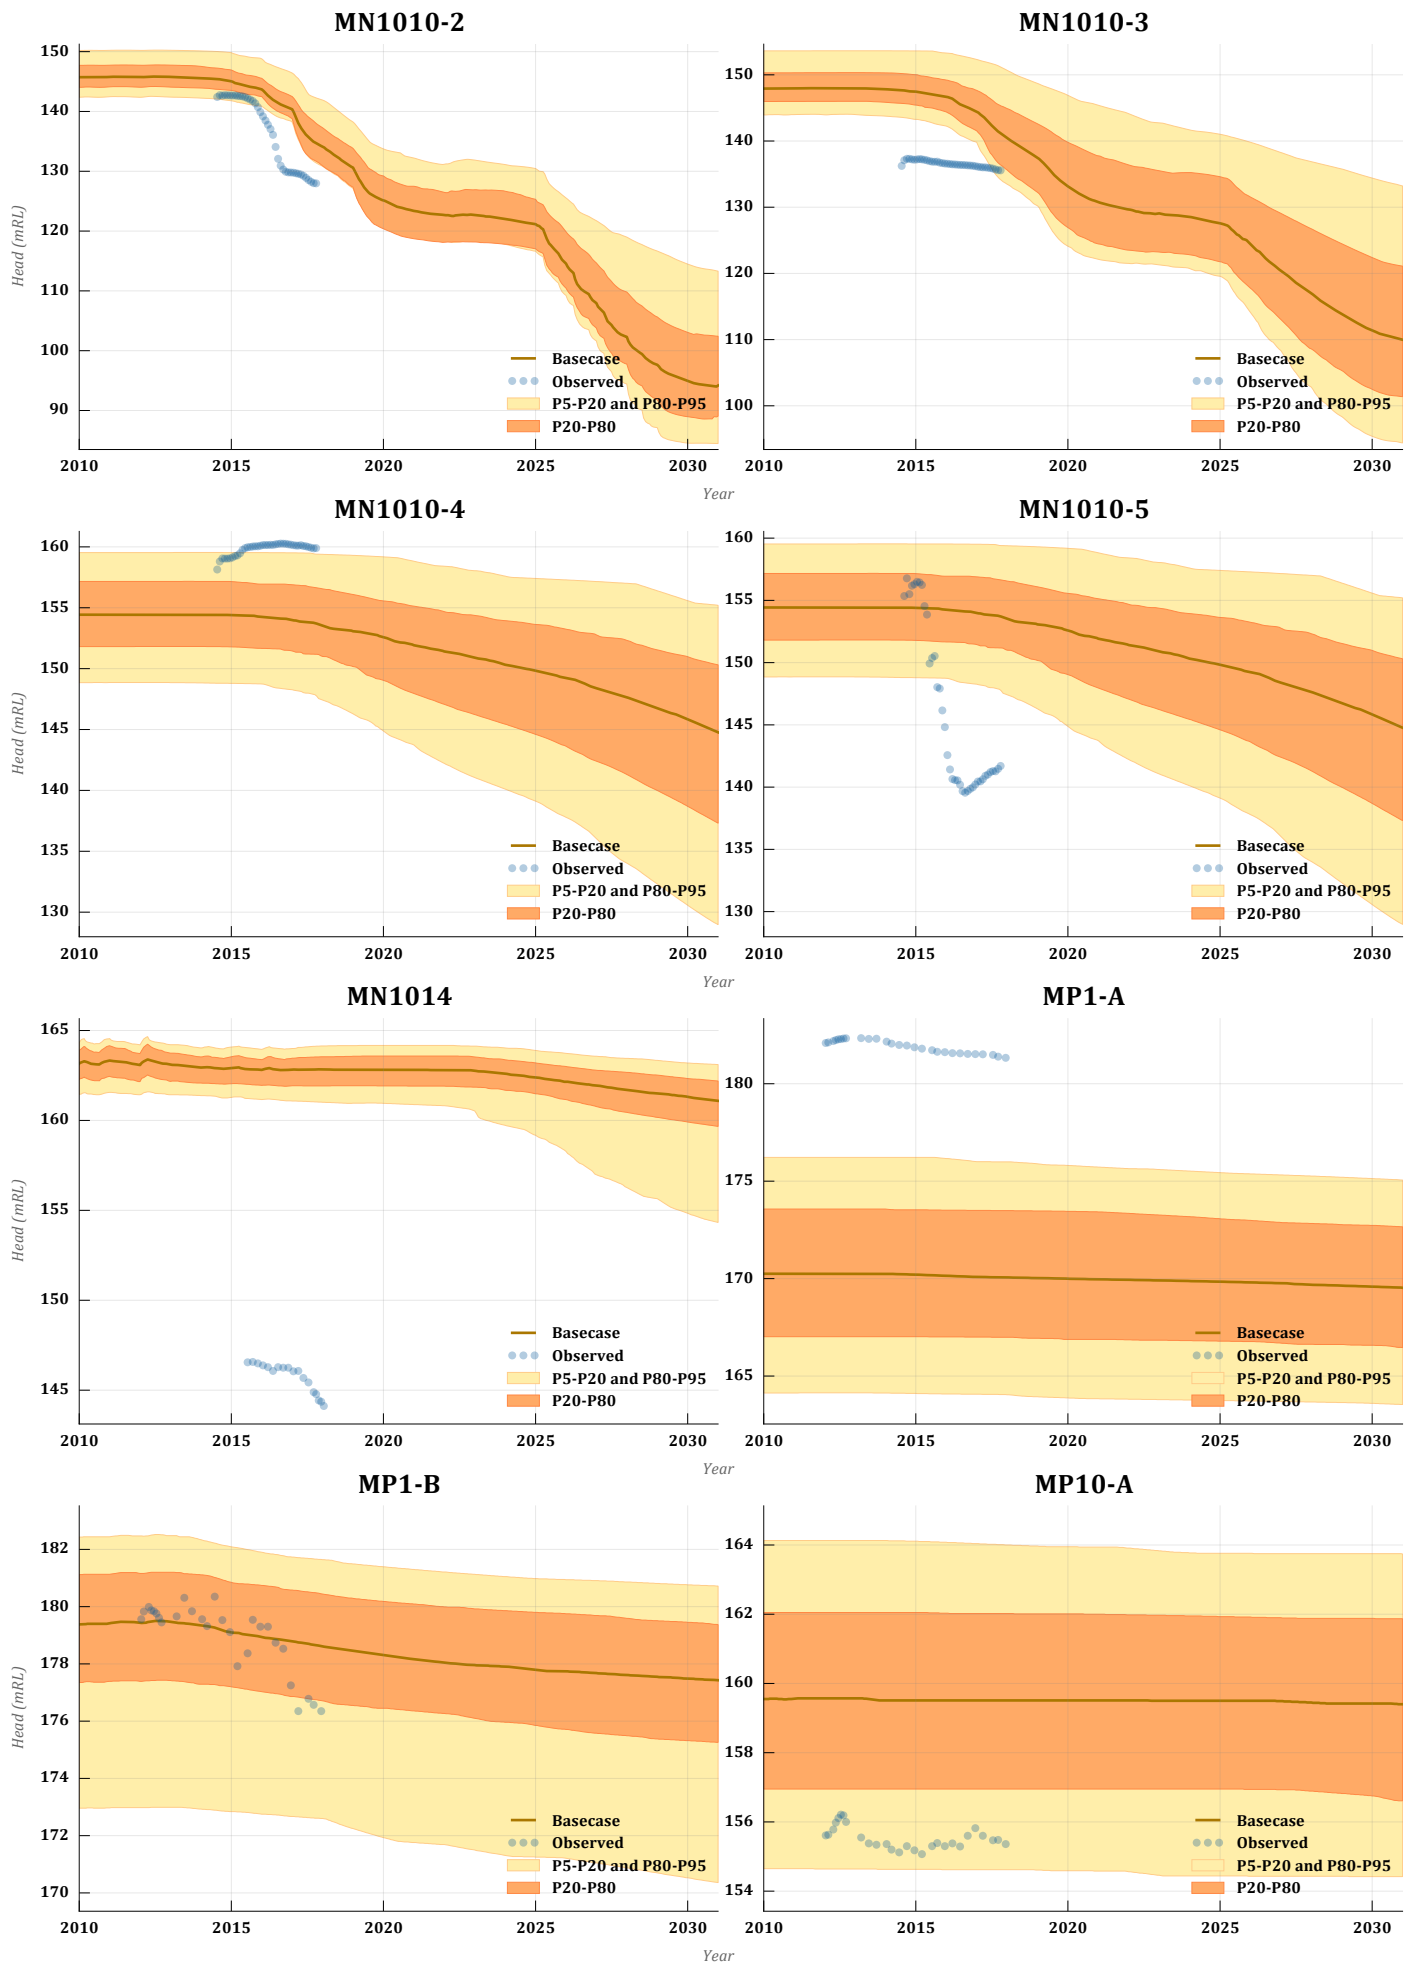 MN1010-2
MN1010-3
150
140
130
120
110
100
90
Head (mRL)
150
140
130
120
110
100
Basecase
Observed
P5-P20 and P80-P95
P20-P80
Basecase
Observed
P5-P20 and P80-P95
P20-P80
2010 2015 2020 2025 2030
2010 2015 2020 2025 2030
Year
MN1010-4
MN1010-5
160
155
150
145
140
135
130
Head (mRL)
160
155
150
145
140
135
130
Basecase
Observed
P5-P20 and P80-P95
P20-P80
Basecase
Observed
P5-P20 and P80-P95
P20-P80
2010 2015 2020 2025 2030
2010 2015 2020 2025 2030
Year
MN1014
MP1-A
165
160
155
150
145
Head (mRL)
180
175
170
165
Basecase
Observed
P5-P20 and P80-P95
P20-P80
Basecase
Observed
P5-P20 and P80-P95
P20-P80
2010 2015 2020 2025 2030
2010 2015 2020 2025 2030
Year
MP1-B
MP10-A
182
180
178
176
174
172
170
Head (mRL)
164
162
160
158
156
154
Basecase
Observed
P5-P20 and P80-P95
P20-P80
Basecase
Observed
P5-P20 and P80-P95
P20-P80
2010 2015 2020 2025 2030
2010 2015 2020 2025 2030
Year